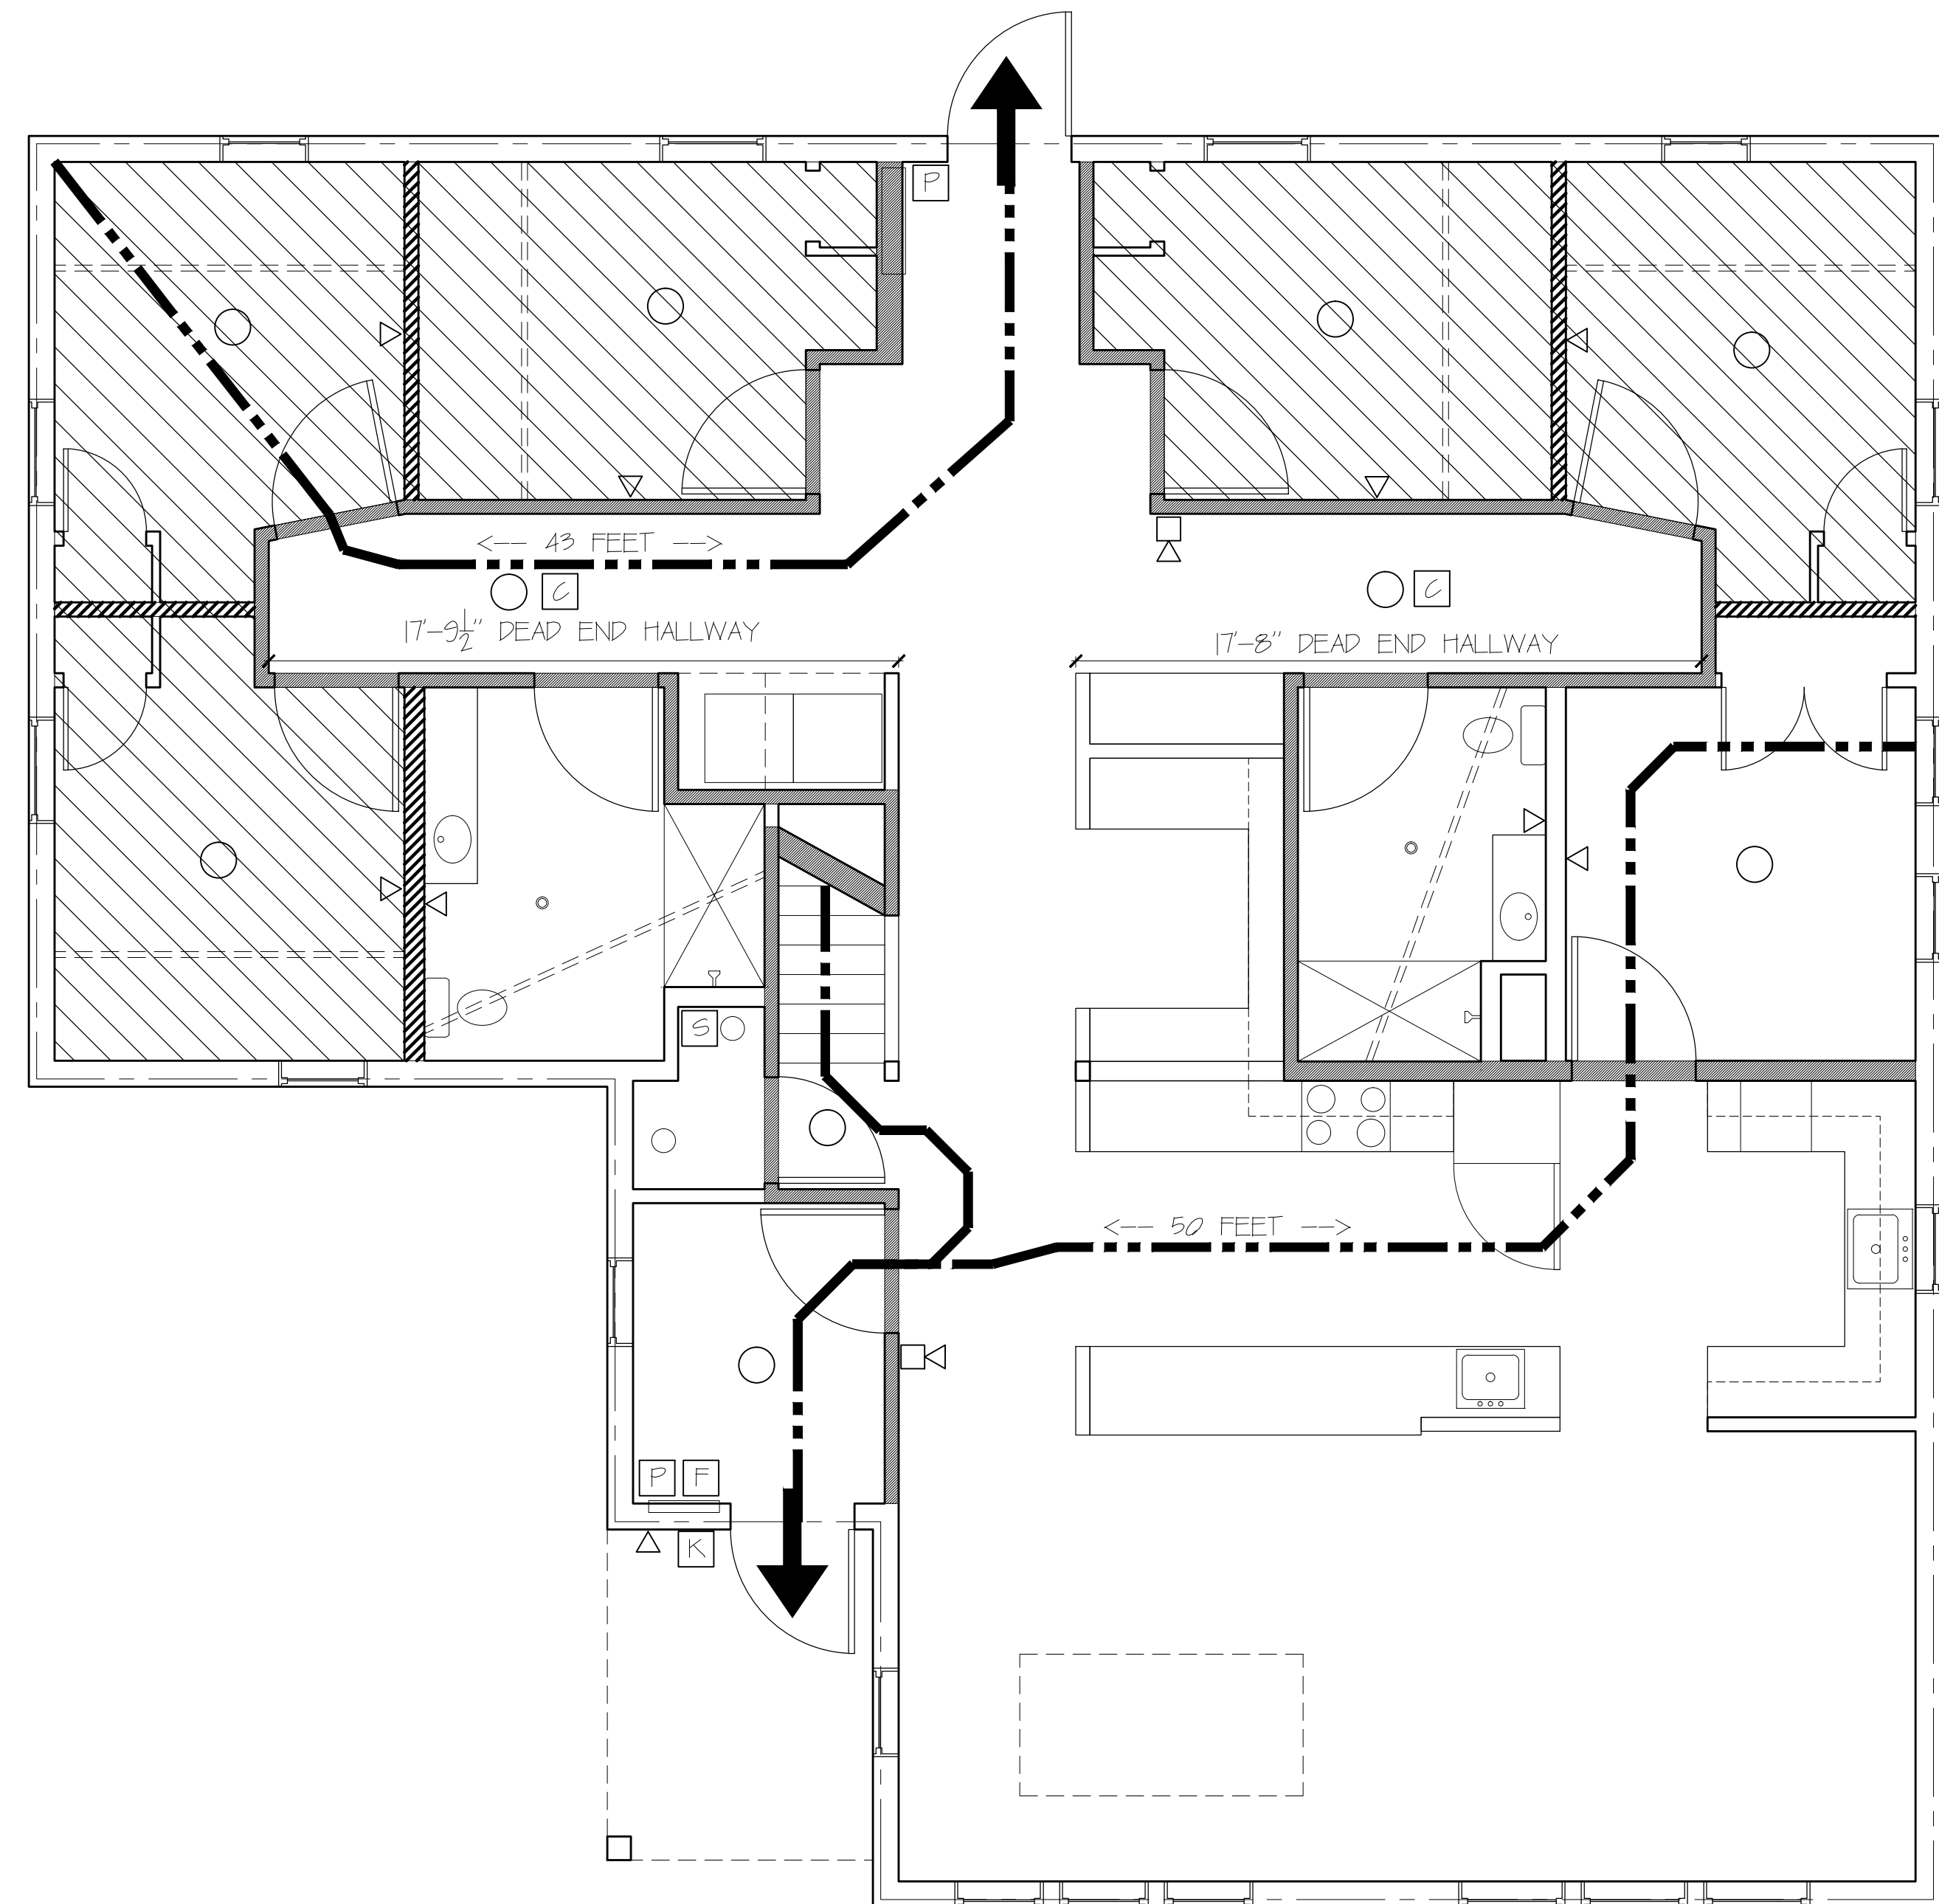 P
<-- 43 FEET -->
C
C
17'-9 1/2" DEAD END HALLWAY
17'-8" DEAD END HALLWAY
S
<-- 50 FEET -->
P F
K